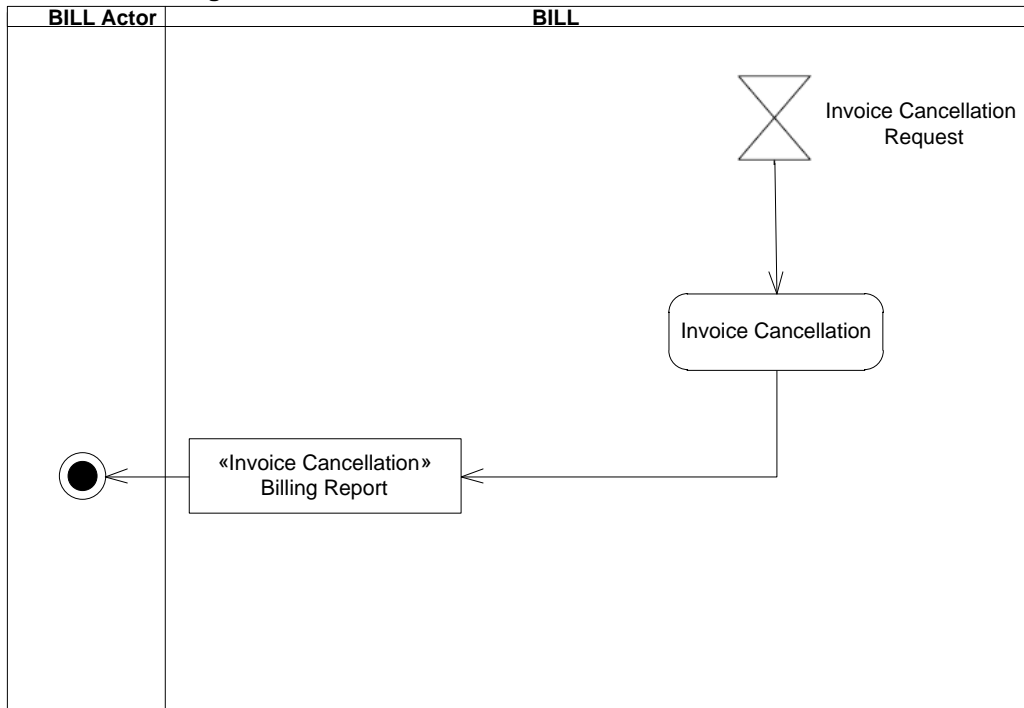 BILL Actor
BILL
Invoice Cancellation
Request
Invoice Cancellation
«Invoice Cancellation»
Billing Report